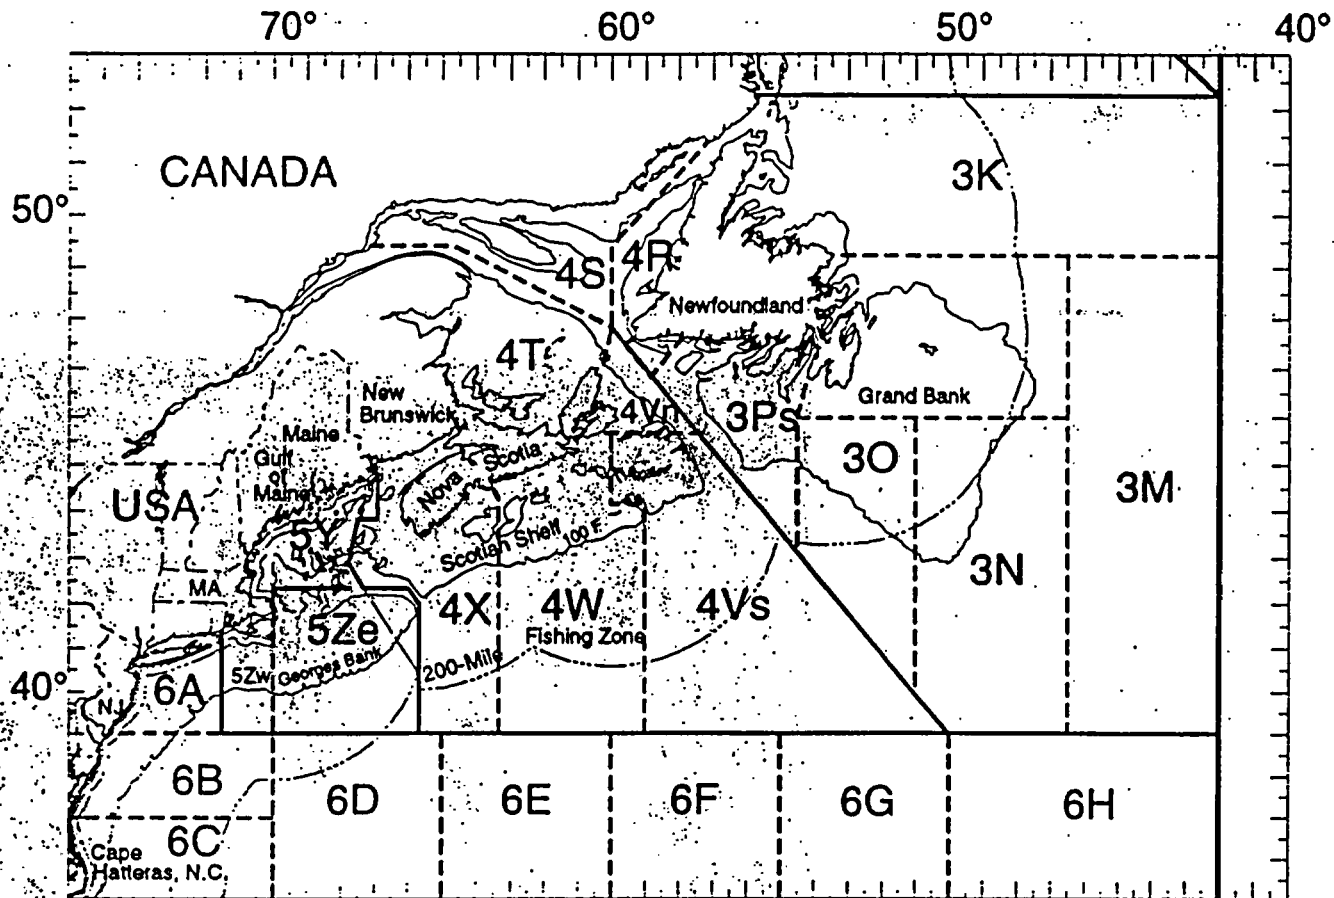 70° 60° 50° 40°
CANADA
3K
50°
4R
4S
Newfoundland
4T
New
Brunswick
Grand Bank
4Vn
3Ps
Maine
Gulf
of
Maine
Nova Scotia
3O
USA
3M
5Y
Scotian Shelf
100 F
3N
MA
4X
4W
4Vs
5Ze
Fishing Zone
200-Mile
5Zw
Georges Bank
40°
6A
N.J.
6B
6D
6E
6F
6G
6H
6C
Cape
Hatteras, N.C.